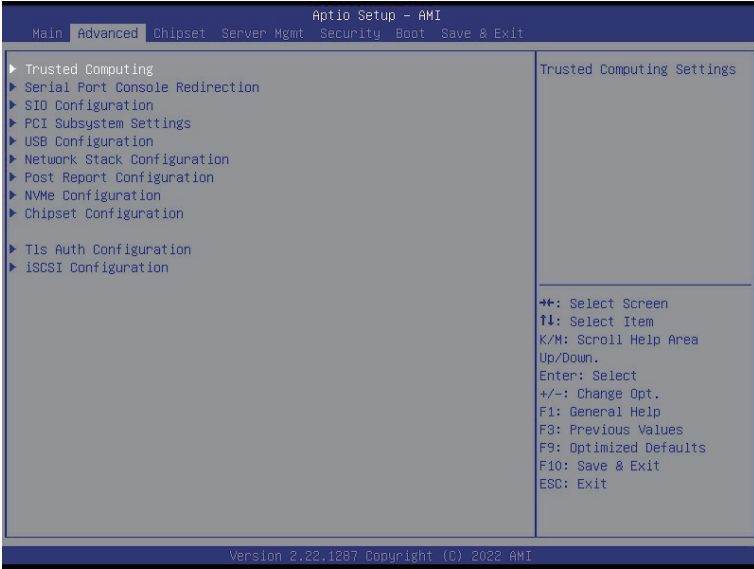 Aptio Setup – AMI
Main Advanced Chipset Server Mgmt Security Boot Save & Exit
Trusted Computing
Serial Port Console Redirection
SIO Configuration
PCI Subsystem Settings
USB Configuration
Network Stack Configuration
Post Report Configuration
NVMe Configuration
Chipset Configuration
Tls Auth Configuration
iSCSI Configuration
Trusted Computing Settings
→←: Select Screen
↑↓: Select Item
K/M: Scroll Help Area
Up/Down.
Enter: Select
+/-: Change Opt.
F1: General Help
F3: Previous Values
F9: Optimized Defaults
F10: Save & Exit
ESC: Exit
Version 2.22.1287 Copyright (C) 2022 AMI